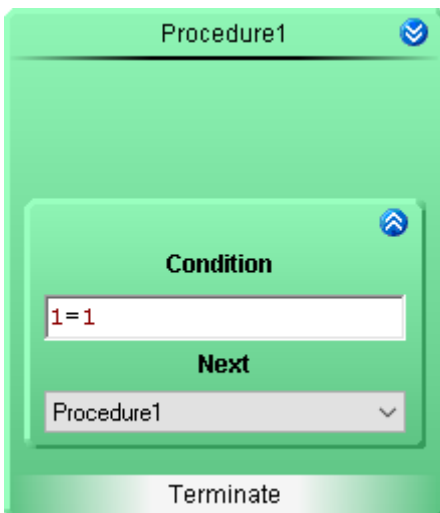 Procedure1
Condition
1=1
Next
Procedure1
Terminate